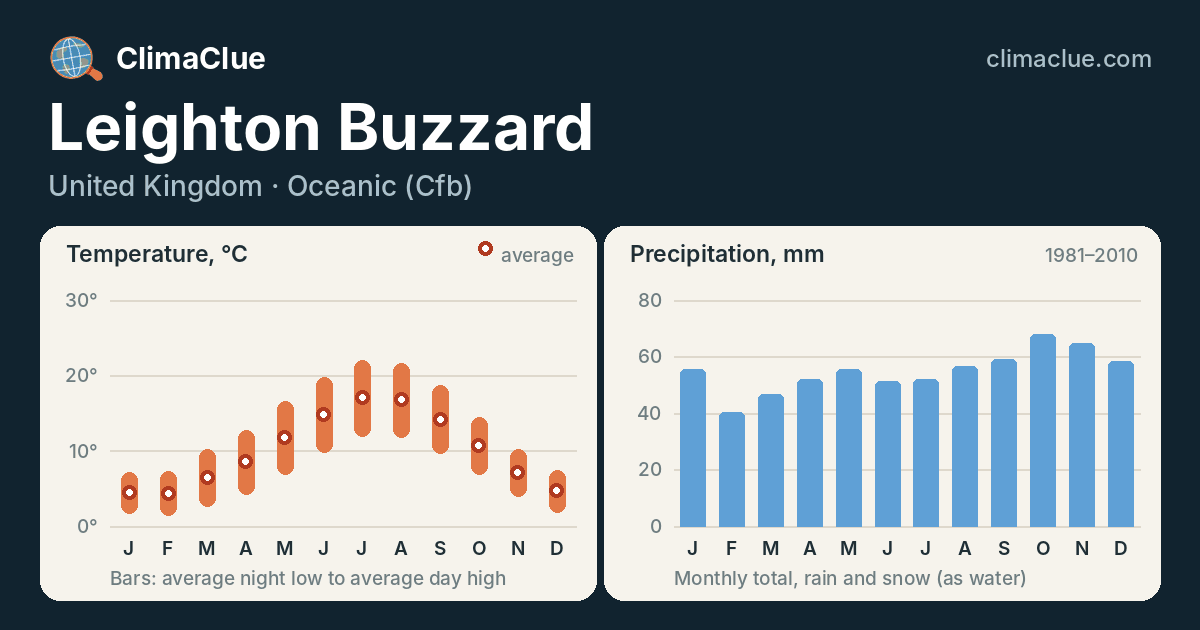 ClimaClue
climaclue.com
Leighton Buzzard
United Kingdom · Oceanic (Cfb)
Temperature, °C
average
30°
20°
10°
0°
J F M A M J J A S O N D
Bars: average night low to average day high
Precipitation, mm
1981–2010
80
60
40
20
0
J F M A M J J A S O N D
Monthly total, rain and snow (as water)